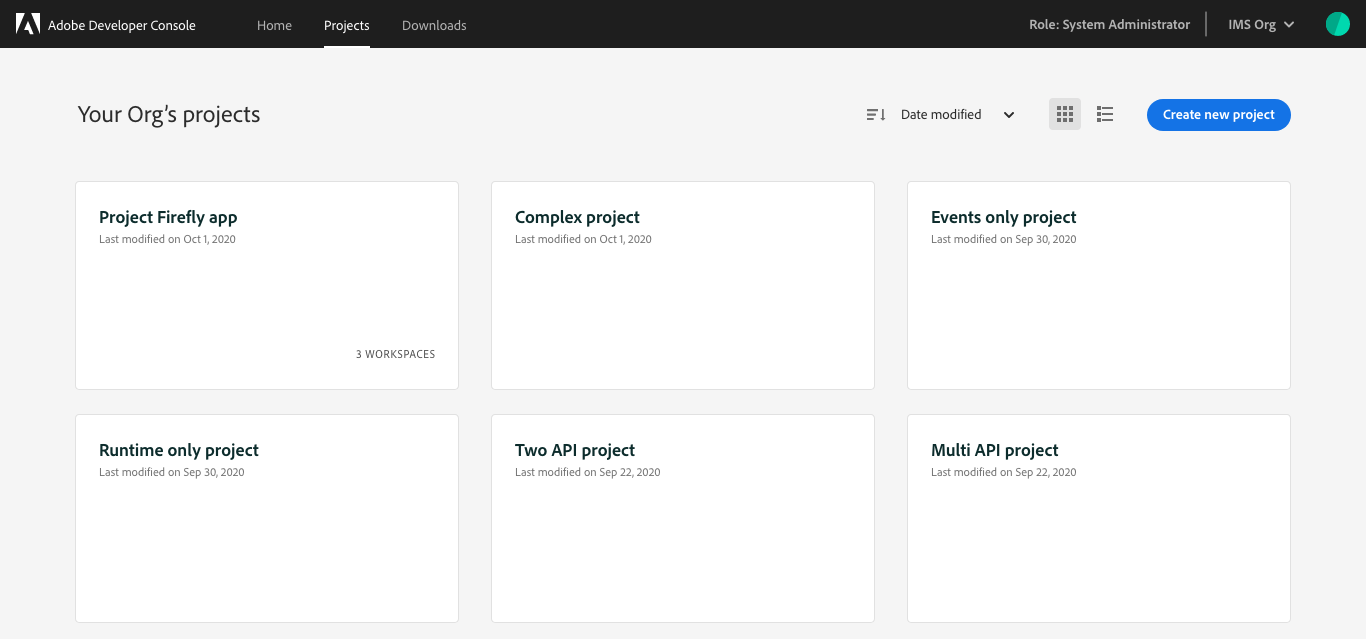 Adobe Developer Console
Home
Projects
Downloads
Role: System Administrator
IMS Org
Your Org's projects
Date modified
Create new project
Project Firefly app
Last modified on Oct 1, 2020
3 WORKSPACES
Complex project
Last modified on Oct 1, 2020
Events only project
Last modified on Sep 30, 2020
Runtime only project
Last modified on Sep 30, 2020
Two API project
Last modified on Sep 22, 2020
Multi API project
Last modified on Sep 22, 2020